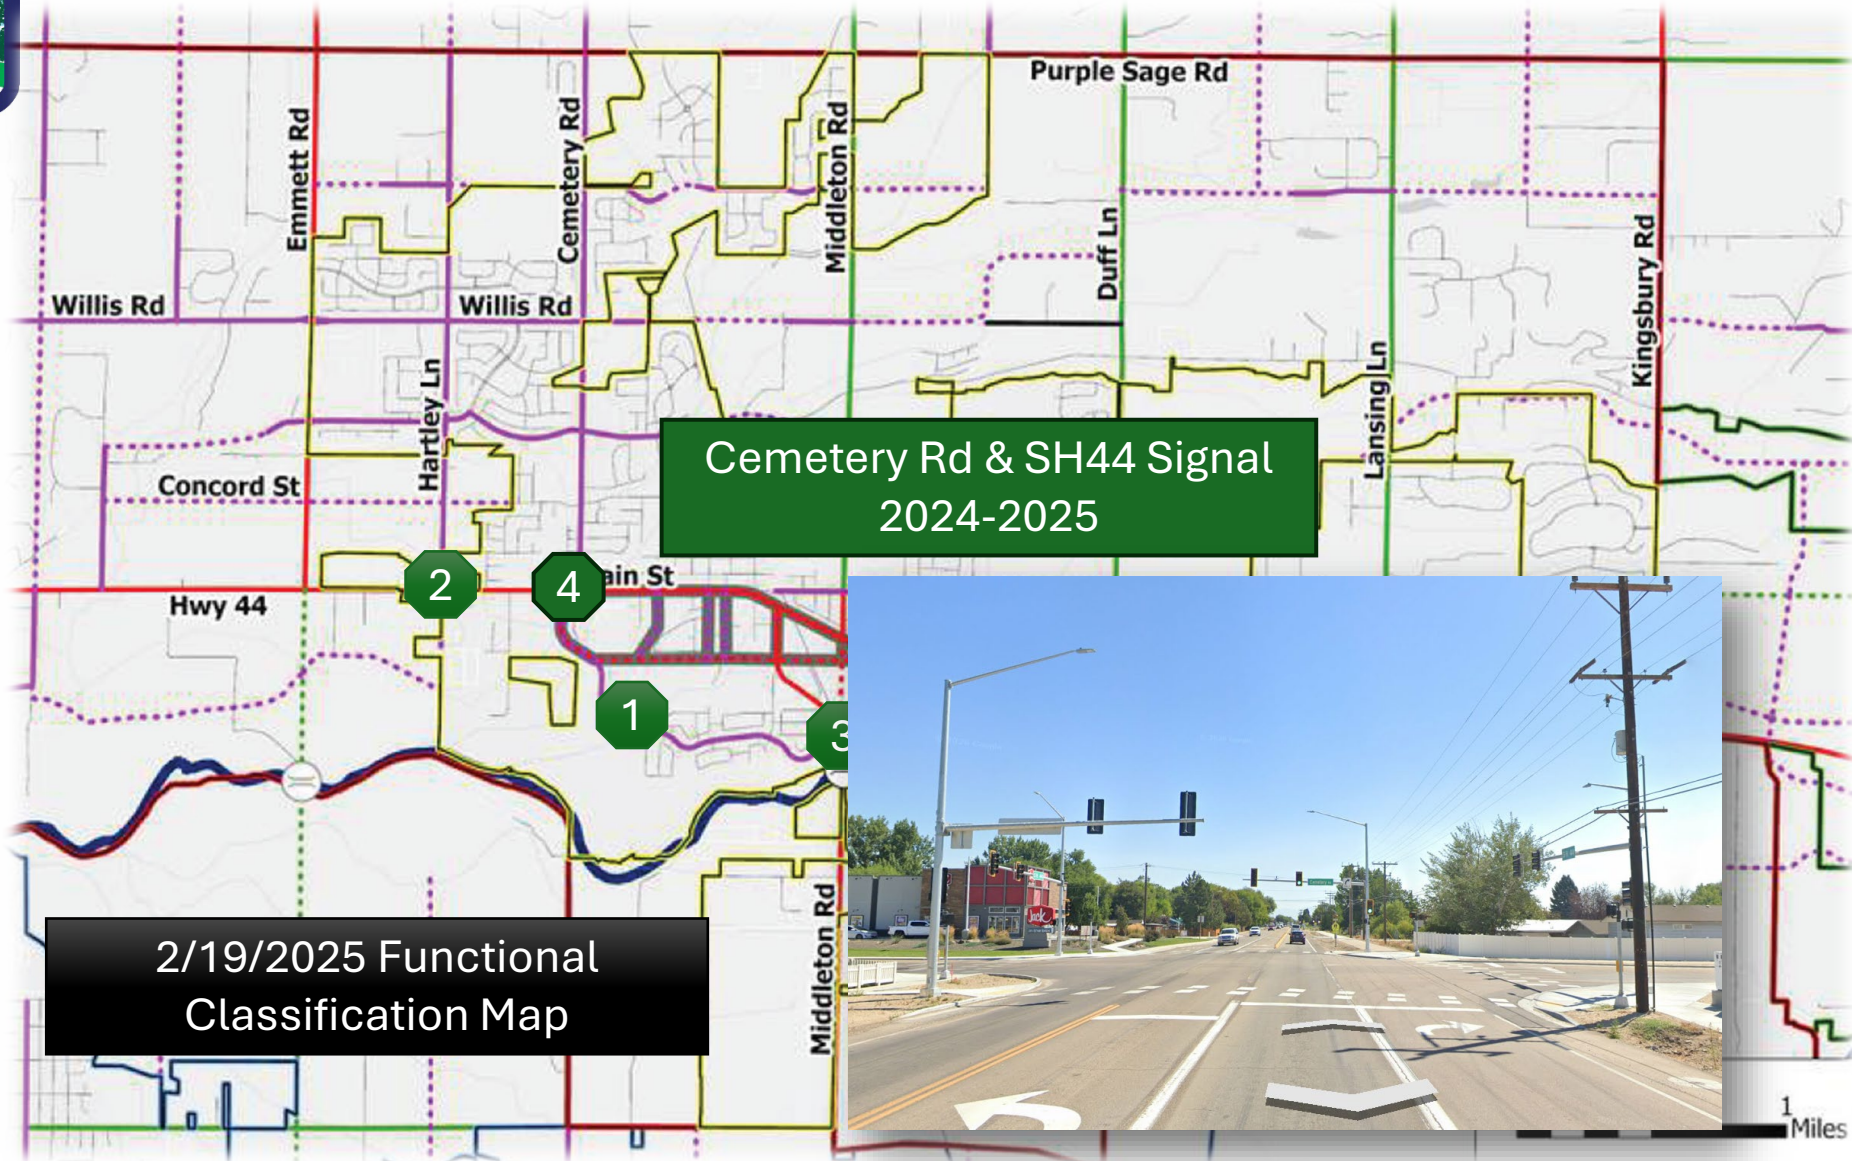 Purple Sage Rd
Emmett Rd
Cemetery Rd
Middleton Rd
Duff Ln
Kingsbury Rd
Willis Rd
Willis Rd
Hartley Ln
Lansing Ln
Cemetery Rd & SH44 Signal
2024-2025
Concord St
2
4
ain St
Hwy 44
1
3
Jack
Middleton Rd
2/19/2025 Functional
Classification Map
1
Miles